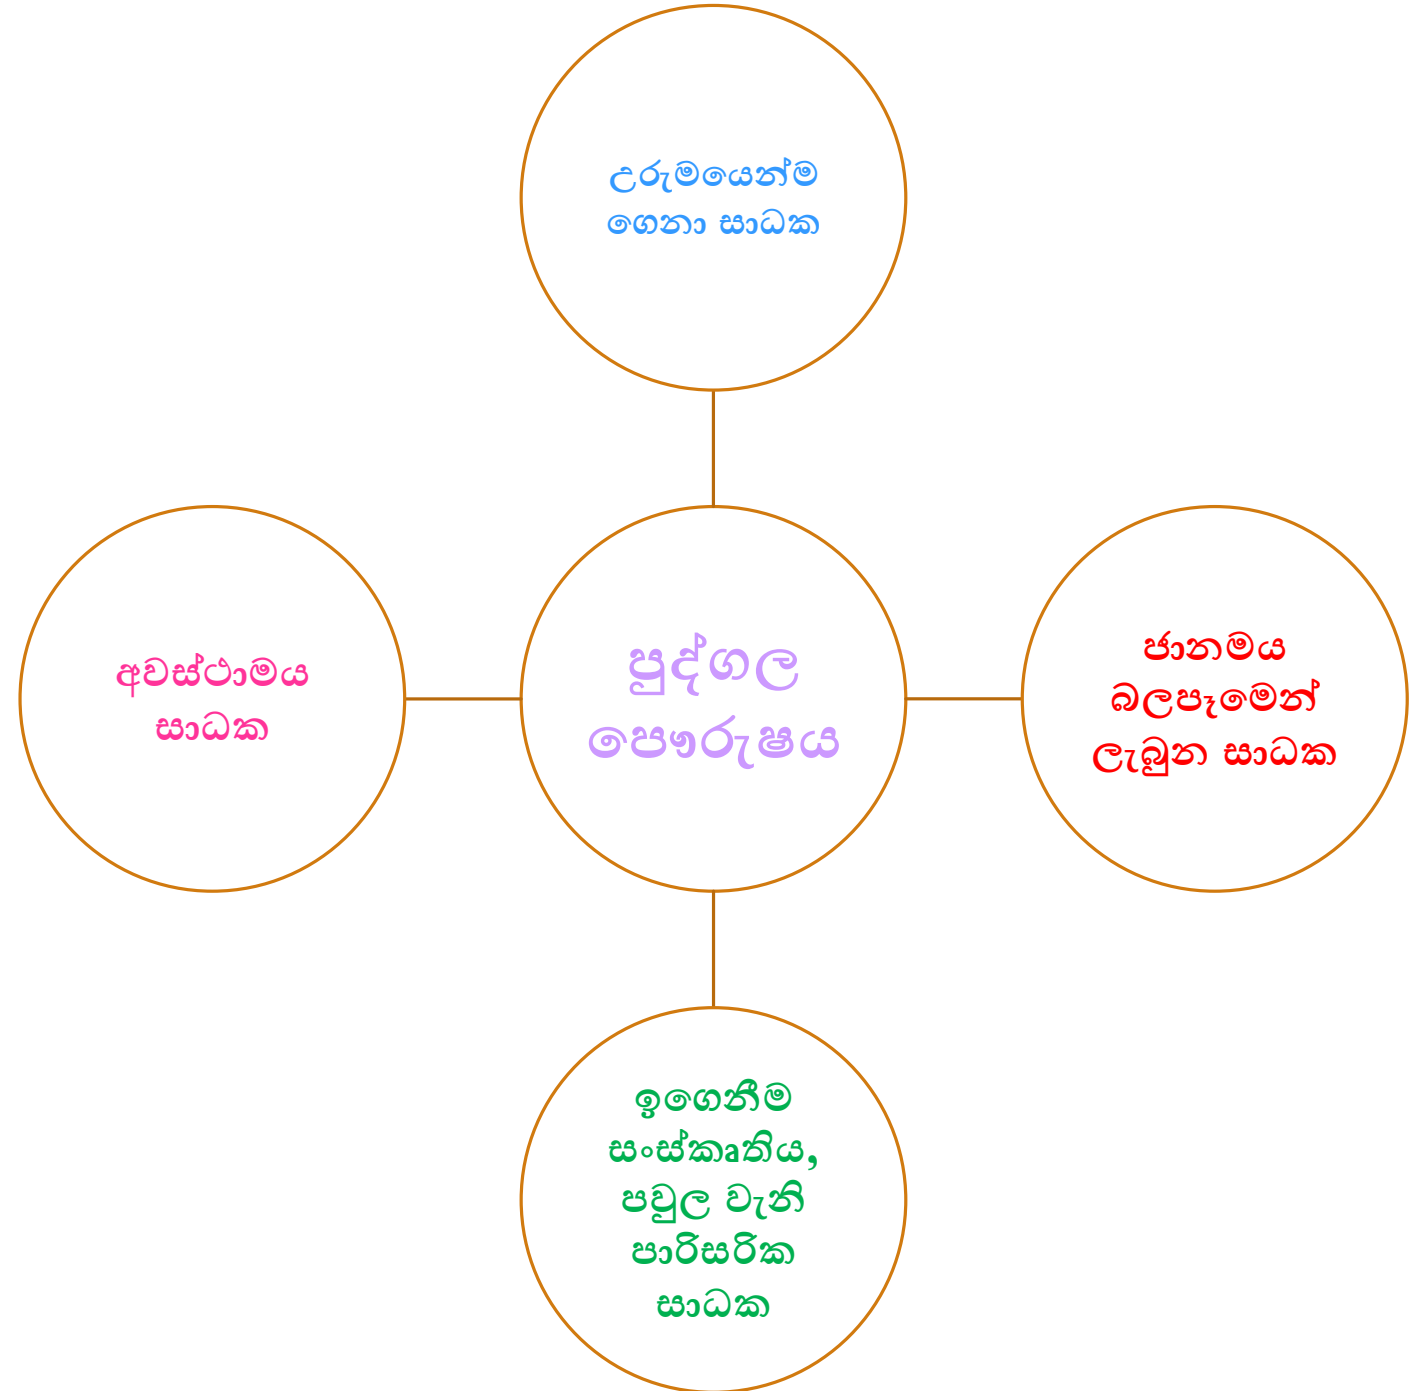 උරුමයෙන්ම
ගෙනා සාධක
අවස්ථාමය
සාධක
පුද්ගල
පෞරුෂය
ජානමය
බලපෑමෙන්
ලැබුන සාධක
ඉගෙනීම
සංස්කෘතිය,
පවුල වැනි
පාරිසරික
සාධක